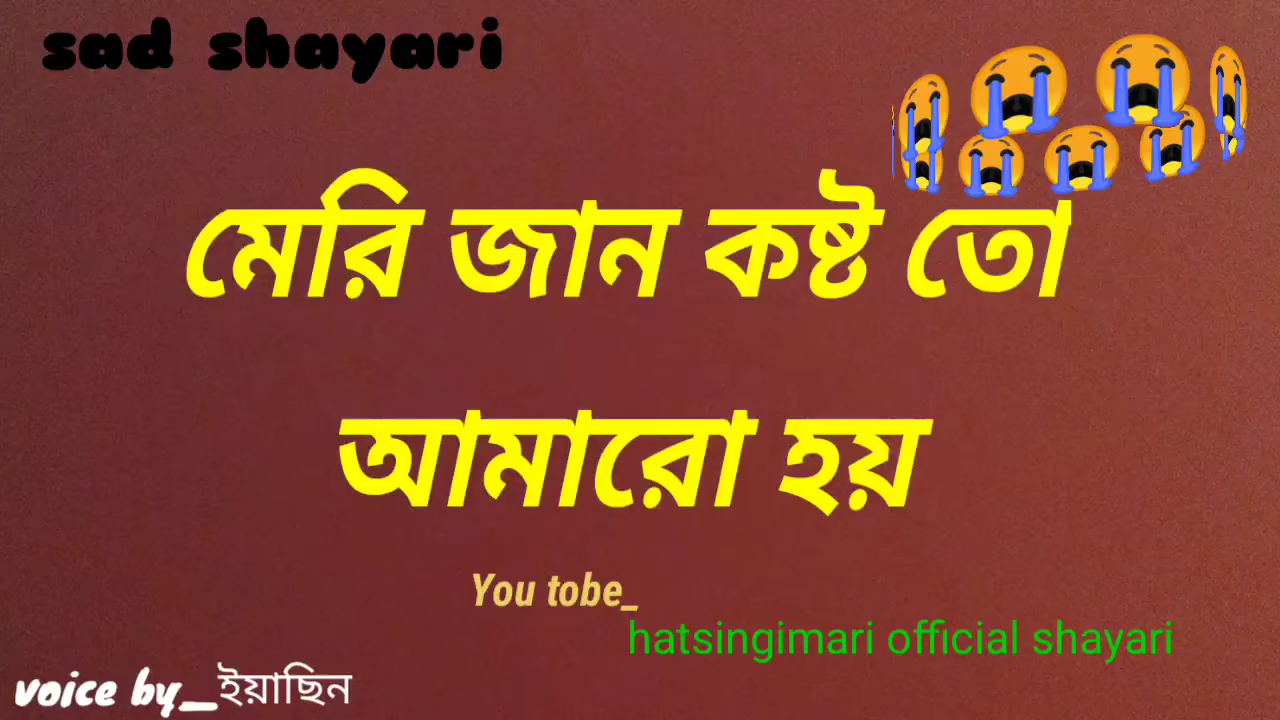 sad shayari
মেরি জান কষ্ট তো
আমারো হয়
You tobe_
hatsingimari official shayari
voice by_ইয়াছিন